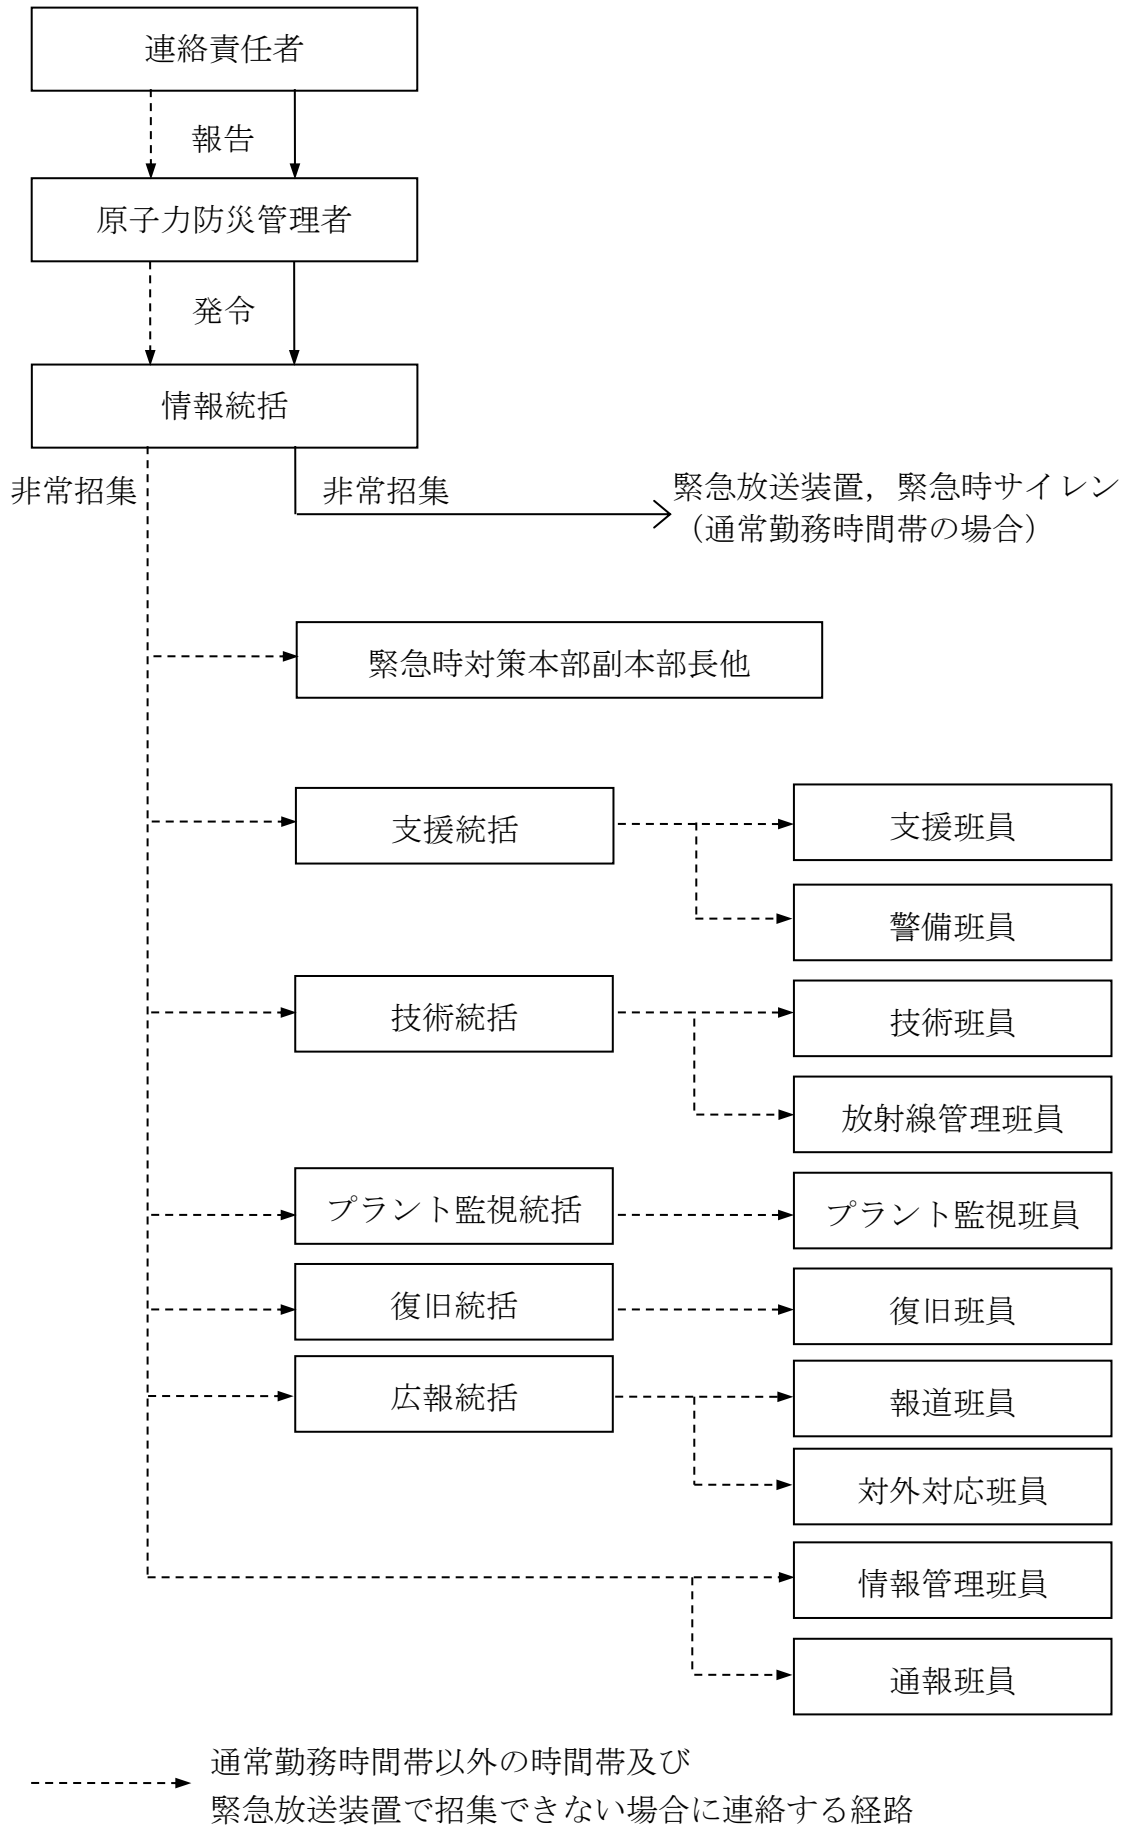 連絡責任者
報告
原子力防災管理者
発令
情報統括
非常招集
非常招集
緊急放送装置，緊急時サイレン
（通常勤務時間帯の場合）
緊急時対策本部副本部長他
支援統括
支援班員
警備班員
技術統括
技術班員
放射線管理班員
プラント監視統括
プラント監視班員
復旧統括
復旧班員
広報統括
報道班員
対外対応班員
情報管理班員
通報班員
通常勤務時間帯以外の時間帯及び
緊急放送装置で招集できない場合に連絡する経路